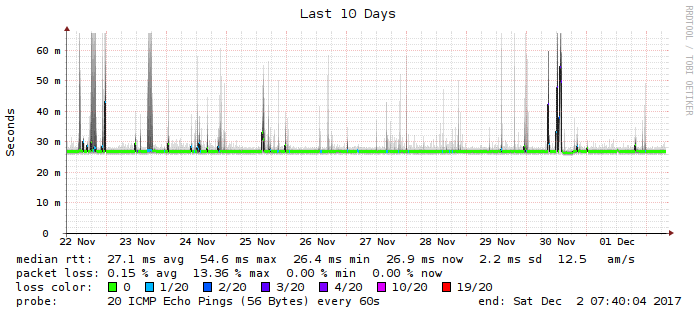 Last 10 Days
RRDTOOL / TOBI OETIKER
Seconds
60 m
50 m
40 m
30 m
20 m
10 m
0
22 Nov 23 Nov 24 Nov 25 Nov 26 Nov 27 Nov 28 Nov 29 Nov 30 Nov 01 Dec
median rtt: 27.1 ms avg 54.6 ms max 26.4 ms min 26.9 ms now 2.2 ms sd 12.5 am/s
packet loss: 0.15 % avg 13.36 % max 0.00 % min 0.00 % now
loss color: 0 1/20 2/20 3/20 4/20 10/20 19/20
probe: 20 ICMP Echo Pings (56 Bytes) every 60s end: Sat Dec 2 07:40:04 2017